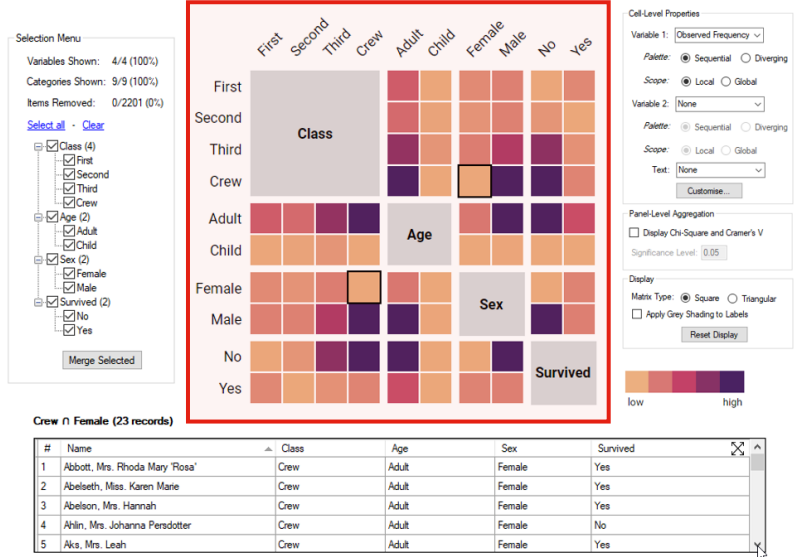 Selection Menu
Variables Shown: 4/4 (100%)
Categories Shown: 9/9 (100%)
Items Removed: 0/2201 (0%)
Select all - Clear
Class (4)
First
Second
Third
Crew
Age (2)
Adult
Child
Sex (2)
Female
Male
Survived (2)
No
Yes
Merge Selected
First Second Third Crew Adult Child Female Male No Yes
First
Second
Third
Crew
Adult
Child
Female
Male
No
Yes
Class
Age
Sex
Survived
Cell-Level Properties
Variable 1: Observed Frequency
Palette: Sequential Diverging
Scope: Local Global
Variable 2: None
Palette: Sequential Diverging
Scope: Local Global
Text: None
Customise...
Panel-Level Aggregation
Display Chi-Square and Cramer's V
Significance Level: 0.05
Display
Matrix Type: Square Triangular
Apply Grey Shading to Labels
Reset Display
low high
Crew ∩ Female (23 records)
# Name Class Age Sex Survived
1 Abbott, Mrs. Rhoda Mary 'Rosa' Crew Adult Female Yes
2 Abelseth, Miss. Karen Marie Crew Adult Female Yes
3 Abelson, Mrs. Hannah Crew Adult Female Yes
4 Ahlin, Mrs. Johanna Persdotter Crew Adult Female No
5 Aks, Mrs. Leah Crew Adult Female Yes